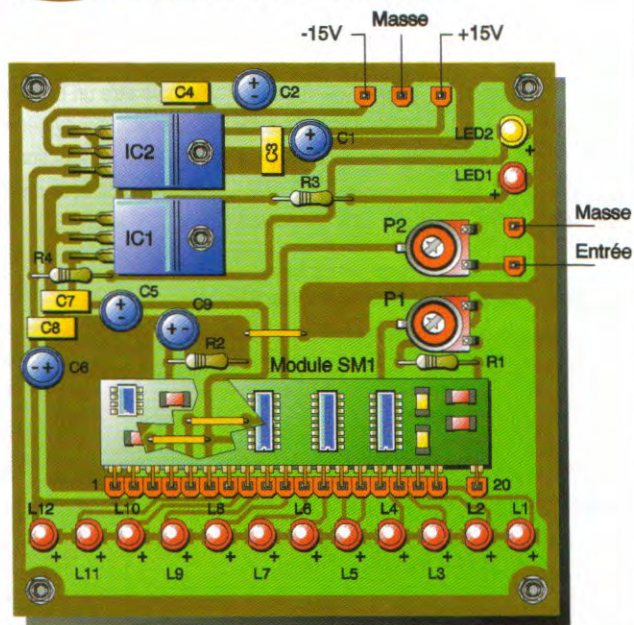 Masse
-15V
+15V
C4
C2
IC2
C3
C1
LED2
LED1
R3
IC1
P2
Masse
Entrée
R4
C7
C5
C9
P1
C8
R2
C6
Module SM1
R1
1
20
L12
L10
L8
L6
L4
L2
L1
L11
L9
L7
L5
L3